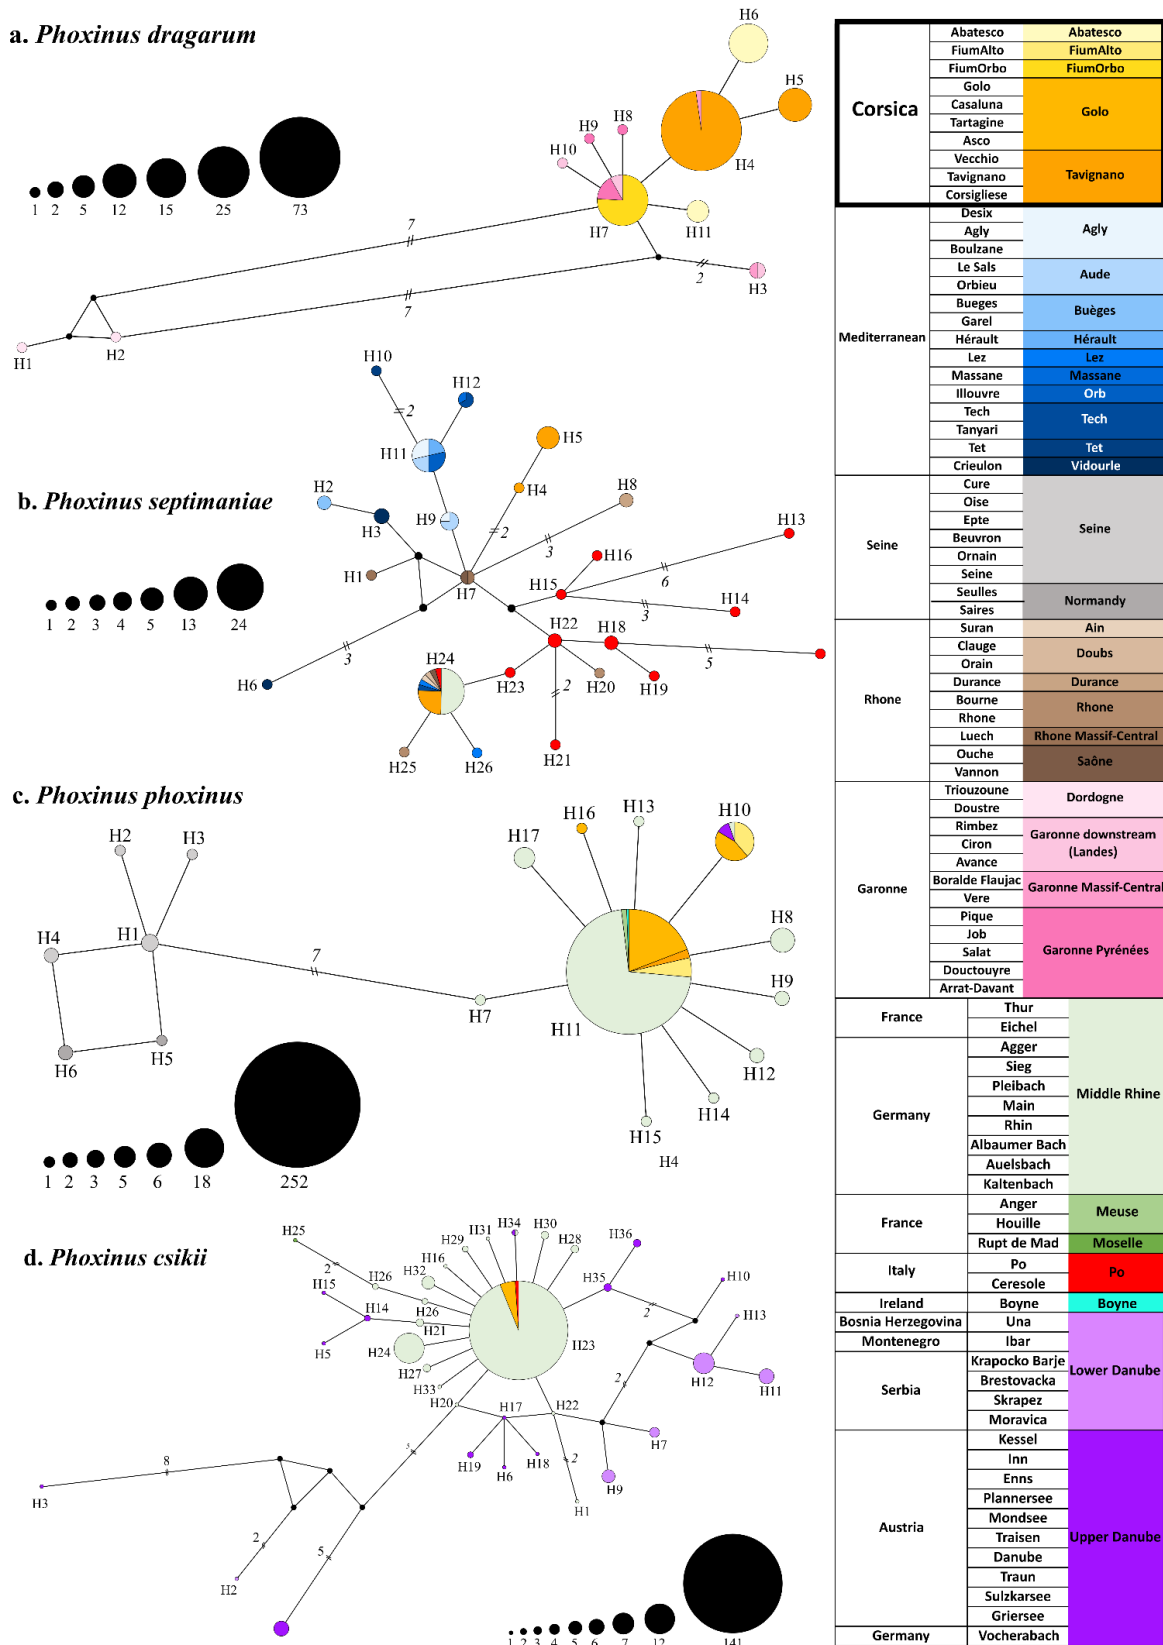 a. Phoxinus dragarum
H6
H5
H4
H8
H9
H10
H7
H11
H3
H1
H2
7
7
2
1 2 5 12 15 25 73
b. Phoxinus septimaniae
H10
H12
H11
H5
H4
H2
H3
H9
H8
H1
H7
H16
H13
H15
H14
H22
H18
H24
H23
H20
H19
H6
H25
H26
H21
2
2
3
6
3
3
5
2
1 2 3 4 5 13 24
c. Phoxinus phoxinus
H2
H3
H4
H1
H6
H5
7
H7
H17
H16
H13
H10
H8
H9
H11
H12
H14
H15
H4
1 2 3 5 6 18 252
d. Phoxinus csikii
H25
H29
H31
H34
H30
H28
H36
H16
H32
H26
H15
H26
H14
H21
H5
H24
H27
H33
H20
H23
H35
H10
H13
H12
H11
H22
H17
H7
H19
H6
H18
H9
H1
H3
H2
2
2
2
2
8
2
5
1 2 3 4 5 6 7 12 141
Corsica
Abatesco Abatesco
FiumAlto FiumAlto
FiumOrbo FiumOrbo
Golo
Casaluna
Tartagine
Asco
Golo
Vecchio
Tavignano
Corsigliese
Tavignano
Mediterranean
Desix
Agly
Boulzane
Agly
Le Sals
Orbieu
Aude
Bueges
Garel
Buèges
Hérault Hérault
Lez Lez
Massane Massane
Illouvre Orb
Tech
Tanyari
Tech
Tet Tet
Crieulon Vidourle
Seine
Cure
Oise
Epte
Beuvron
Ornain
Seine
Seine
Seulles
Saires
Normandy
Rhone
Suran Ain
Clauge
Orain
Doubs
Durance Durance
Bourne
Rhone
Rhone
Luech Rhone Massif-Central
Ouche
Vannon
Saône
Garonne
Triouzoune
Doustre
Dordogne
Rimbez
Ciron
Avance
Garonne downstream
(Landes)
Boralde Flaujac
Vere
Garonne Massif-Central
Pique
Job
Salat
Douctouyre
Arrat-Davant
Garonne Pyrénées
France
Thur
Eichel
Germany
Agger
Sieg
Pleibach
Main
Rhin
Albaumer Bach
Auelsbach
Kaltenbach
Middle Rhine
France
Anger
Houille
Meuse
Rupt de Mad Moselle
Italy
Po
Ceresole
Po
Ireland Boyne Boyne
Bosnia Herzegovina Una
Montenegro Ibar
Serbia
Krapocko Barje
Brestovacka
Skrapez
Moravica
Lower Danube
Austria
Kessel
Inn
Enns
Plannersee
Mondsee
Traisen
Danube
Traun
Sulzkarsee
Griersee
Upper Danube
Germany Vocherabach